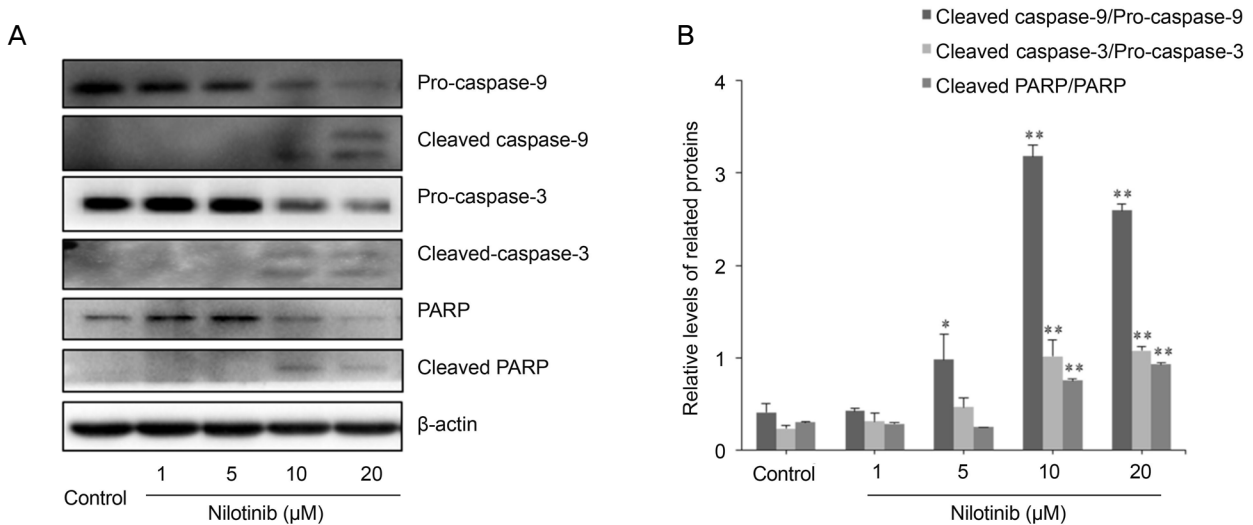 A
Pro-caspase-9
Cleaved caspase-9
Pro-caspase-3
Cleaved-caspase-3
PARP
Cleaved PARP
β-actin
Control
1 5 10 20
Nilotinib (μM)
B
Cleaved caspase-9/Pro-caspase-9
Cleaved caspase-3/Pro-caspase-3
Cleaved PARP/PARP
Relative levels of related proteins
4
3
2
1
0
*
**
**
**
**
**
**
Control 1 5 10 20
Nilotinib (μM)